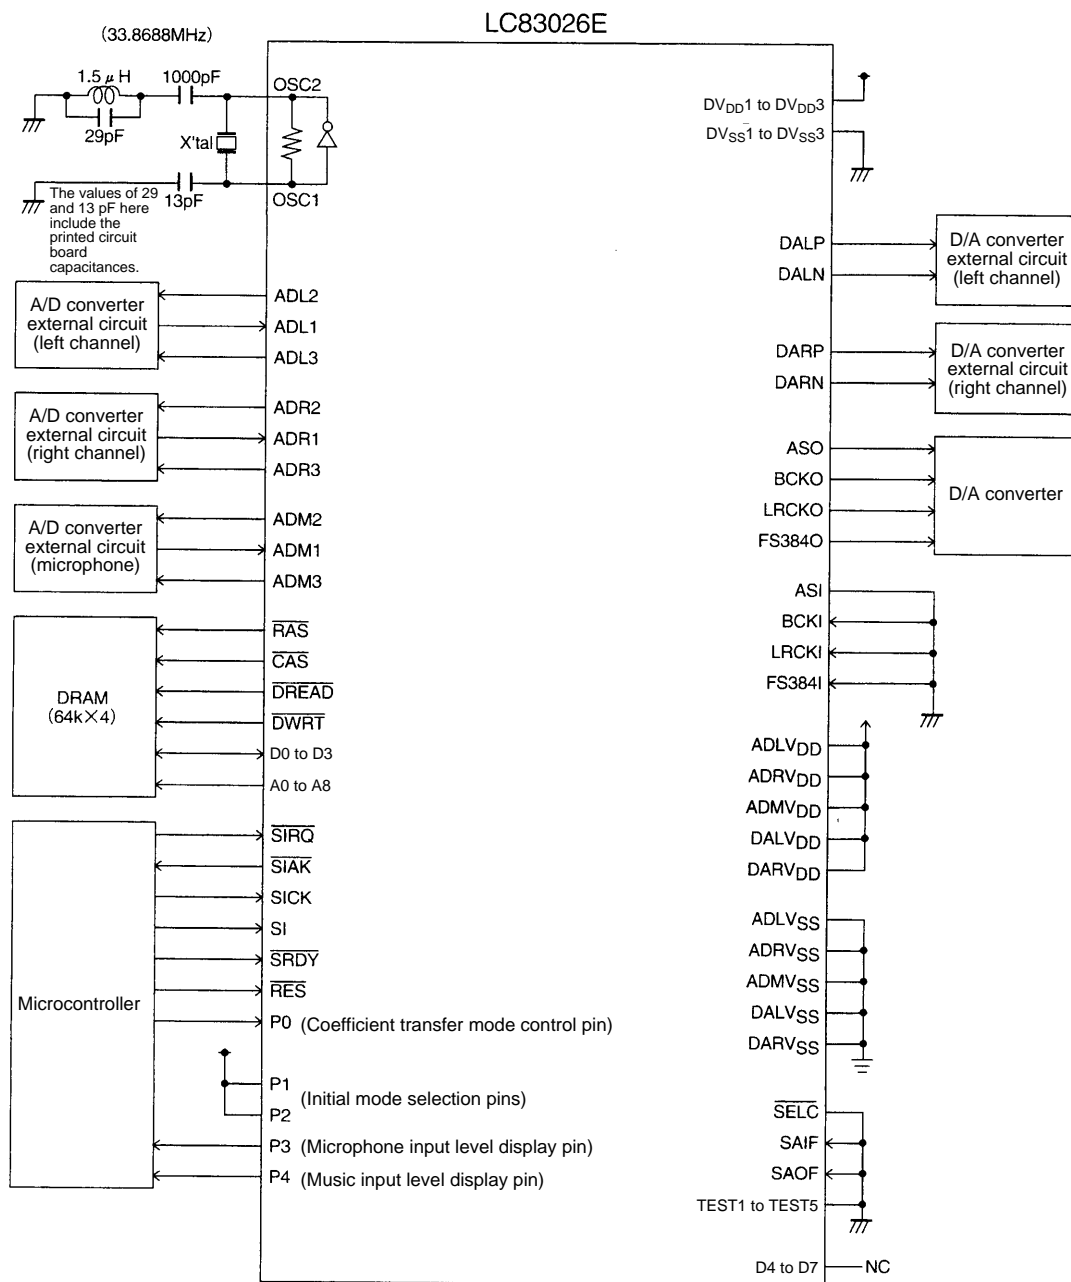 LC83026E
(33.8688MHz)
1.5 μ H
1000pF
29pF
X'tal
13pF
OSC2
OSC1
The values of 29
and 13 pF here
include the
printed circuit
board
capacitances.
A/D converter
external circuit
(left channel)
ADL2
ADL1
ADL3
A/D converter
external circuit
(right channel)
ADR2
ADR1
ADR3
A/D converter
external circuit
(microphone)
ADM2
ADM1
ADM3
DRAM
(64k×4)
RAS
CAS
DREAD
DWRT
D0 to D3
A0 to A8
Microcontroller
SIRQ
SIAK
SICK
SI
SRDY
RES
P0 (Coefficient transfer mode control pin)
P1
P2
(Initial mode selection pins)
P3 (Microphone input level display pin)
P4 (Music input level display pin)
DVDD1 to DVDD3
DVSS1 to DVSS3
DALP
DALN
D/A converter
external circuit
(left channel)
DARP
DARN
D/A converter
external circuit
(right channel)
ASO
BCKO
LRCKO
FS384O
D/A converter
ASI
BCKI
LRCKI
FS384I
ADLVDD
ADRVDD
ADMVDD
DALVDD
DARVDD
ADLVSS
ADRVSS
ADMVSS
DALVSS
DARVSS
SELC
SAIF
SAOF
TEST1 to TEST5
D4 to D7
NC